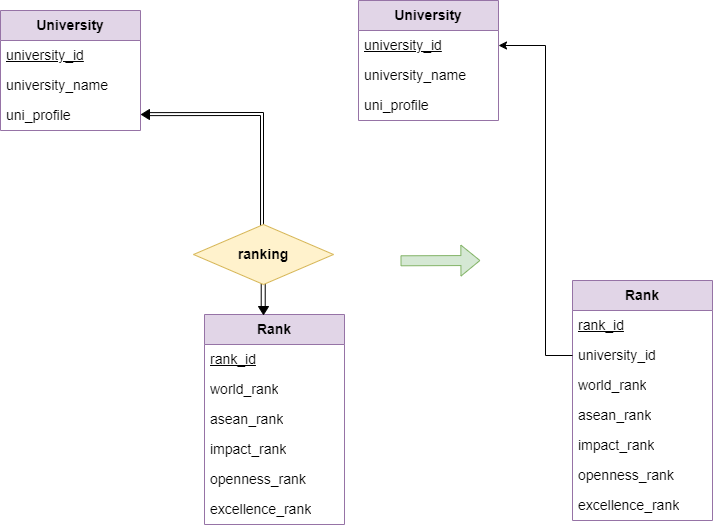 University
university_id
university_name
uni_profile
ranking
Rank
rank_id
world_rank
asean_rank
impact_rank
openness_rank
excellence_rank
University
university_id
university_name
uni_profile
Rank
rank_id
university_id
world_rank
asean_rank
impact_rank
openness_rank
excellence_rank